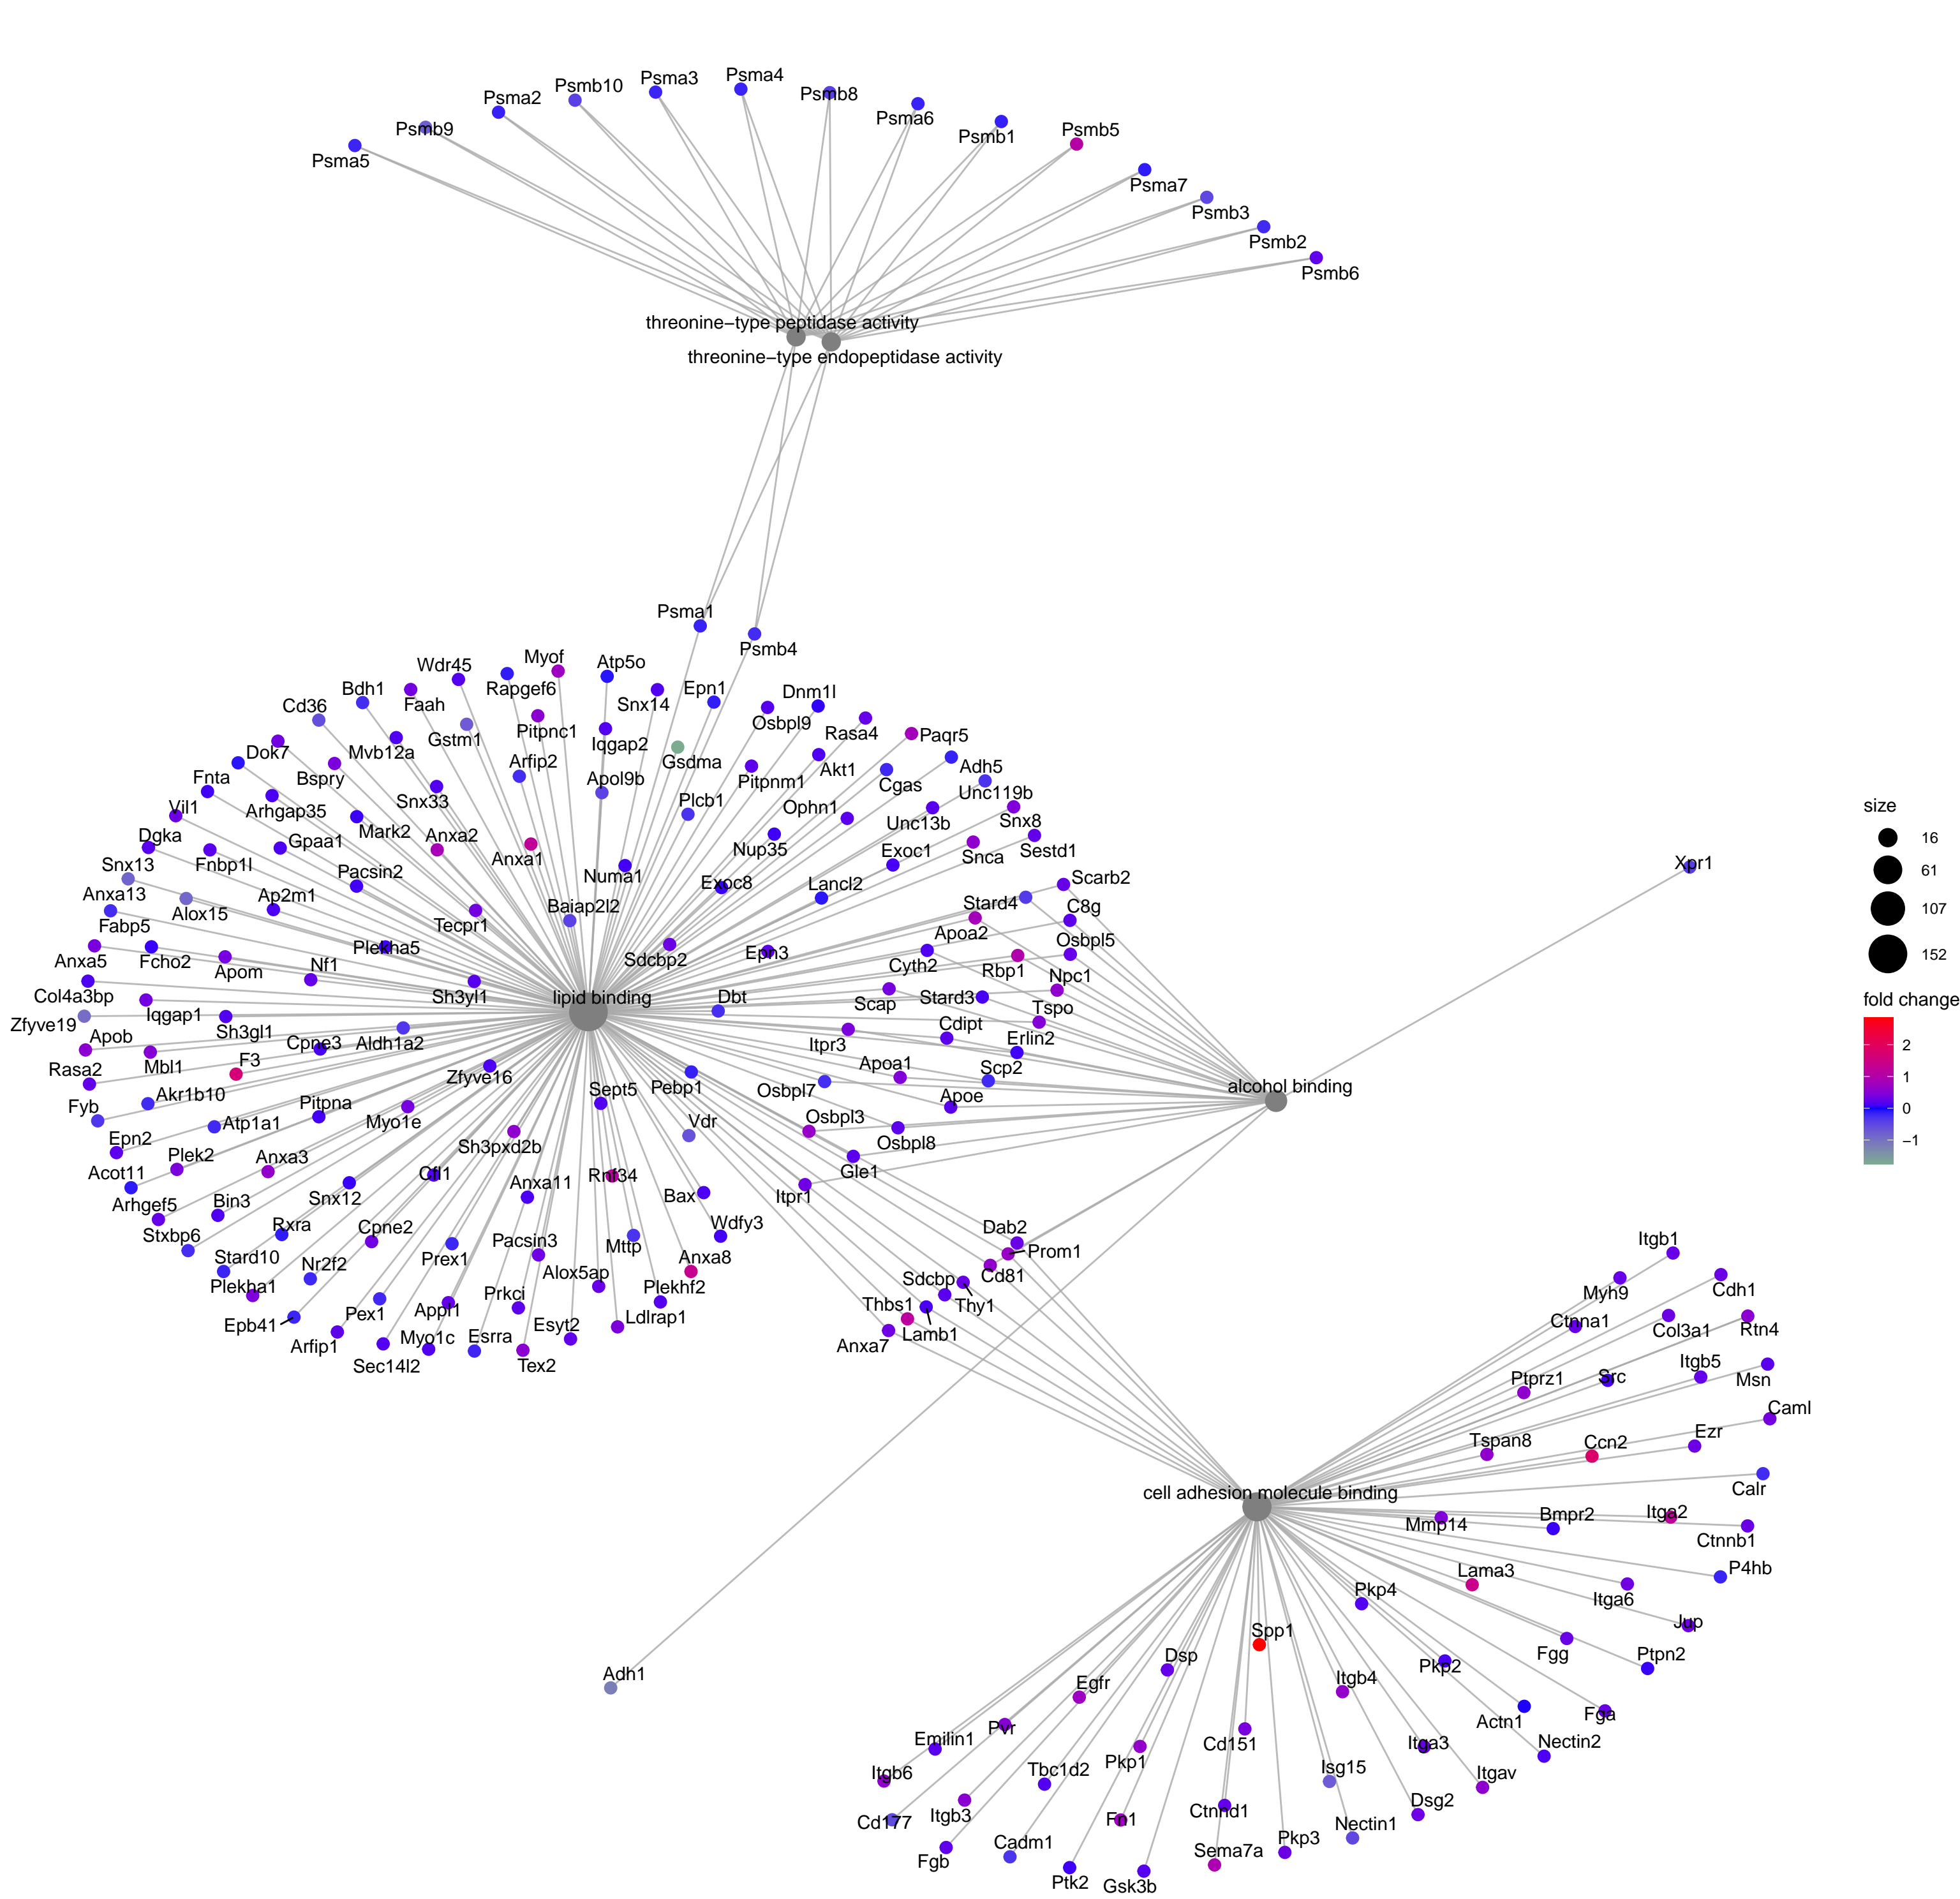 Psma4
Psma3
Psmb10
Psmb8
Psma2
Psma6
Psmb9
Psmb1
Psmb5
Psma5
Psma7
Psmb3
Psmb2
Psmb6
threonine−type peptidase activity
threonine−type endopeptidase activity
Psma1
Psmb4
Myof
Atp5o
Wdr45
Rapgef6
Bdh1
Faah
Snx14
Epn1
Dnm1l
Cd36
Osbpl9
Pitpnc1
Rasa4
Paqr5
Gstm1
Iqgap2
Dok7
Mvb12a
Gsdma
Arfip2
Adh5
Fnta
Bspry
Apol9b
Pitpnm1
Akt1
Cgas
Unc119b
Snx33
Plcb1
Ophn1
Vil1
Arhgap35
Unc13b
Snx8
Mark2
Anxa2
Dgka
Gpaa1
Anxa1
Nup35
Exoc1
Snca
Sestd1
Snx13
Fnbp1l
Pacsin2
Numa1
Exoc8
Lancl2
Scarb2
Xpr1
Anxa13
Alox15
Ap2m1
Baiap2l2
Stard4
C8g
Fabp5
Tecpr1
Apoa2
Osbpl5
Anxa5
Fcho2
Apom
Nf1
Plekha5
Sdcbp2
Epn3
Cyth2
Rbp1
Npc1
Col4a3bp
Sh3yl1
lipid binding
Dbt
Scap
Stard3
Tspo
Zfyve19
Iqgap1
Sh3gl1
Apob
Cpne3
Aldh1a2
Itpr3
Cdipt
Erlin2
Rasa2
Mbl1
F3
Zfyve16
Pebp1
Apoa1
Scp2
Fyb
Akr1b10
Sept5
Osbpl7
Apoe
alcohol binding
Pitpna
Atp1a1
Myo1e
Vdr
Osbpl3
Epn2
Plek2
Anxa3
Sh3pxd2b
Osbpl8
Acot11
Cfl1
Anxa11
Rnf34
Gle1
Arhgef5
Bin3
Snx12
Bax
Itpr1
Stxbp6
Rxra
Cpne2
Wdfy3
Dab2
Prom1
Stard10
Nr2f2
Prex1
Pacsin3
Mttp
Anxa8
Cd81
Plekha1
Alox5ap
Plekhf2
Sdcbp
Thy1
Epb41
Pex1
Appl1
Prkci
Ldlrap1
Thbs1
Lamb1
Arfip1
Myo1c
Esrra
Esyt2
Anxa7
Sec14l2
Tex2
Itgb1
Myh9
Cdh1
Ctnna1
Col3a1
Rtn4
Ptprz1
Src
Itgb5
Msn
Caml
Tspan8
Ccn2
Ezr
Calr
cell adhesion molecule binding
Mmp14
Bmpr2
Itga2
Ctnnb1
Lama3
P4hb
Pkp4
Itga6
Spp1
Jup
Dsp
Pkp2
Fgg
Ptpn2
Adh1
Egfr
Itgb4
Pvr
Actn1
Fga
Emilin1
Cd151
Itga3
Nectin2
Itgb6
Tbc1d2
Pkp1
Isg15
Itgav
Cd177
Itgb3
Fn1
Ctnnd1
Nectin1
Dsg2
Fgb
Cadm1
Sema7a
Pkp3
Ptk2
Gsk3b
size
16
61
107
152
fold change
2
1
0
−1